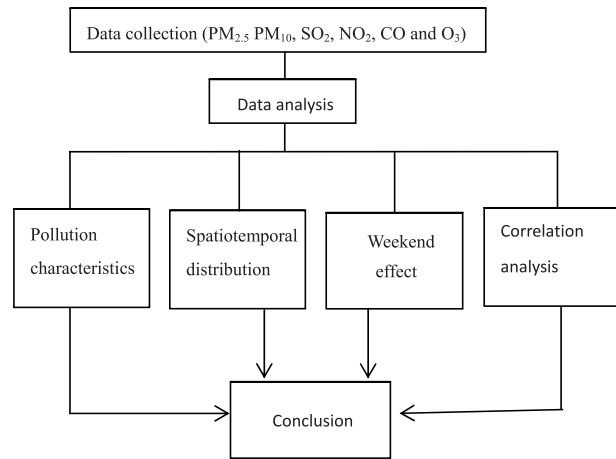 Data collection (PM₂.₅ PM₁₀, SO₂, NO₂, CO and O₃)
Data analysis
Pollution
characteristics
Spatiotemporal
distribution
Weekend
effect
Correlation
analysis
Conclusion